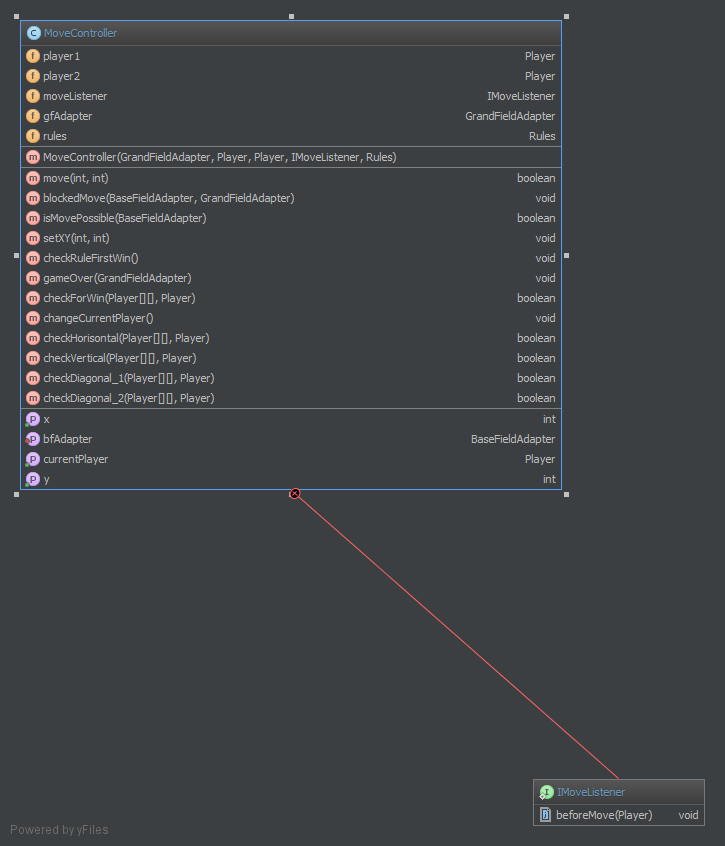 MoveController
player1 Player
player2 Player
moveListener IMoveListener
gfAdapter GrandFieldAdapter
rules Rules
MoveController(GrandFieldAdapter, Player, Player, IMoveListener, Rules)
move(int, int) boolean
blockedMove(BaseFieldAdapter, GrandFieldAdapter) void
isMovePossible(BaseFieldAdapter) boolean
setXY(int, int) void
checkRuleFirstWin() void
gameOver(GrandFieldAdapter) void
checkForWin(Player[][], Player) boolean
changeCurrentPlayer() void
checkHorisontal(Player[][], Player) boolean
checkVertical(Player[][], Player) boolean
checkDiagonal_1(Player[][], Player) boolean
checkDiagonal_2(Player[][], Player) boolean
x int
bfAdapter BaseFieldAdapter
currentPlayer Player
y int
IMoveListener
beforeMove(Player) void
Powered by yFiles